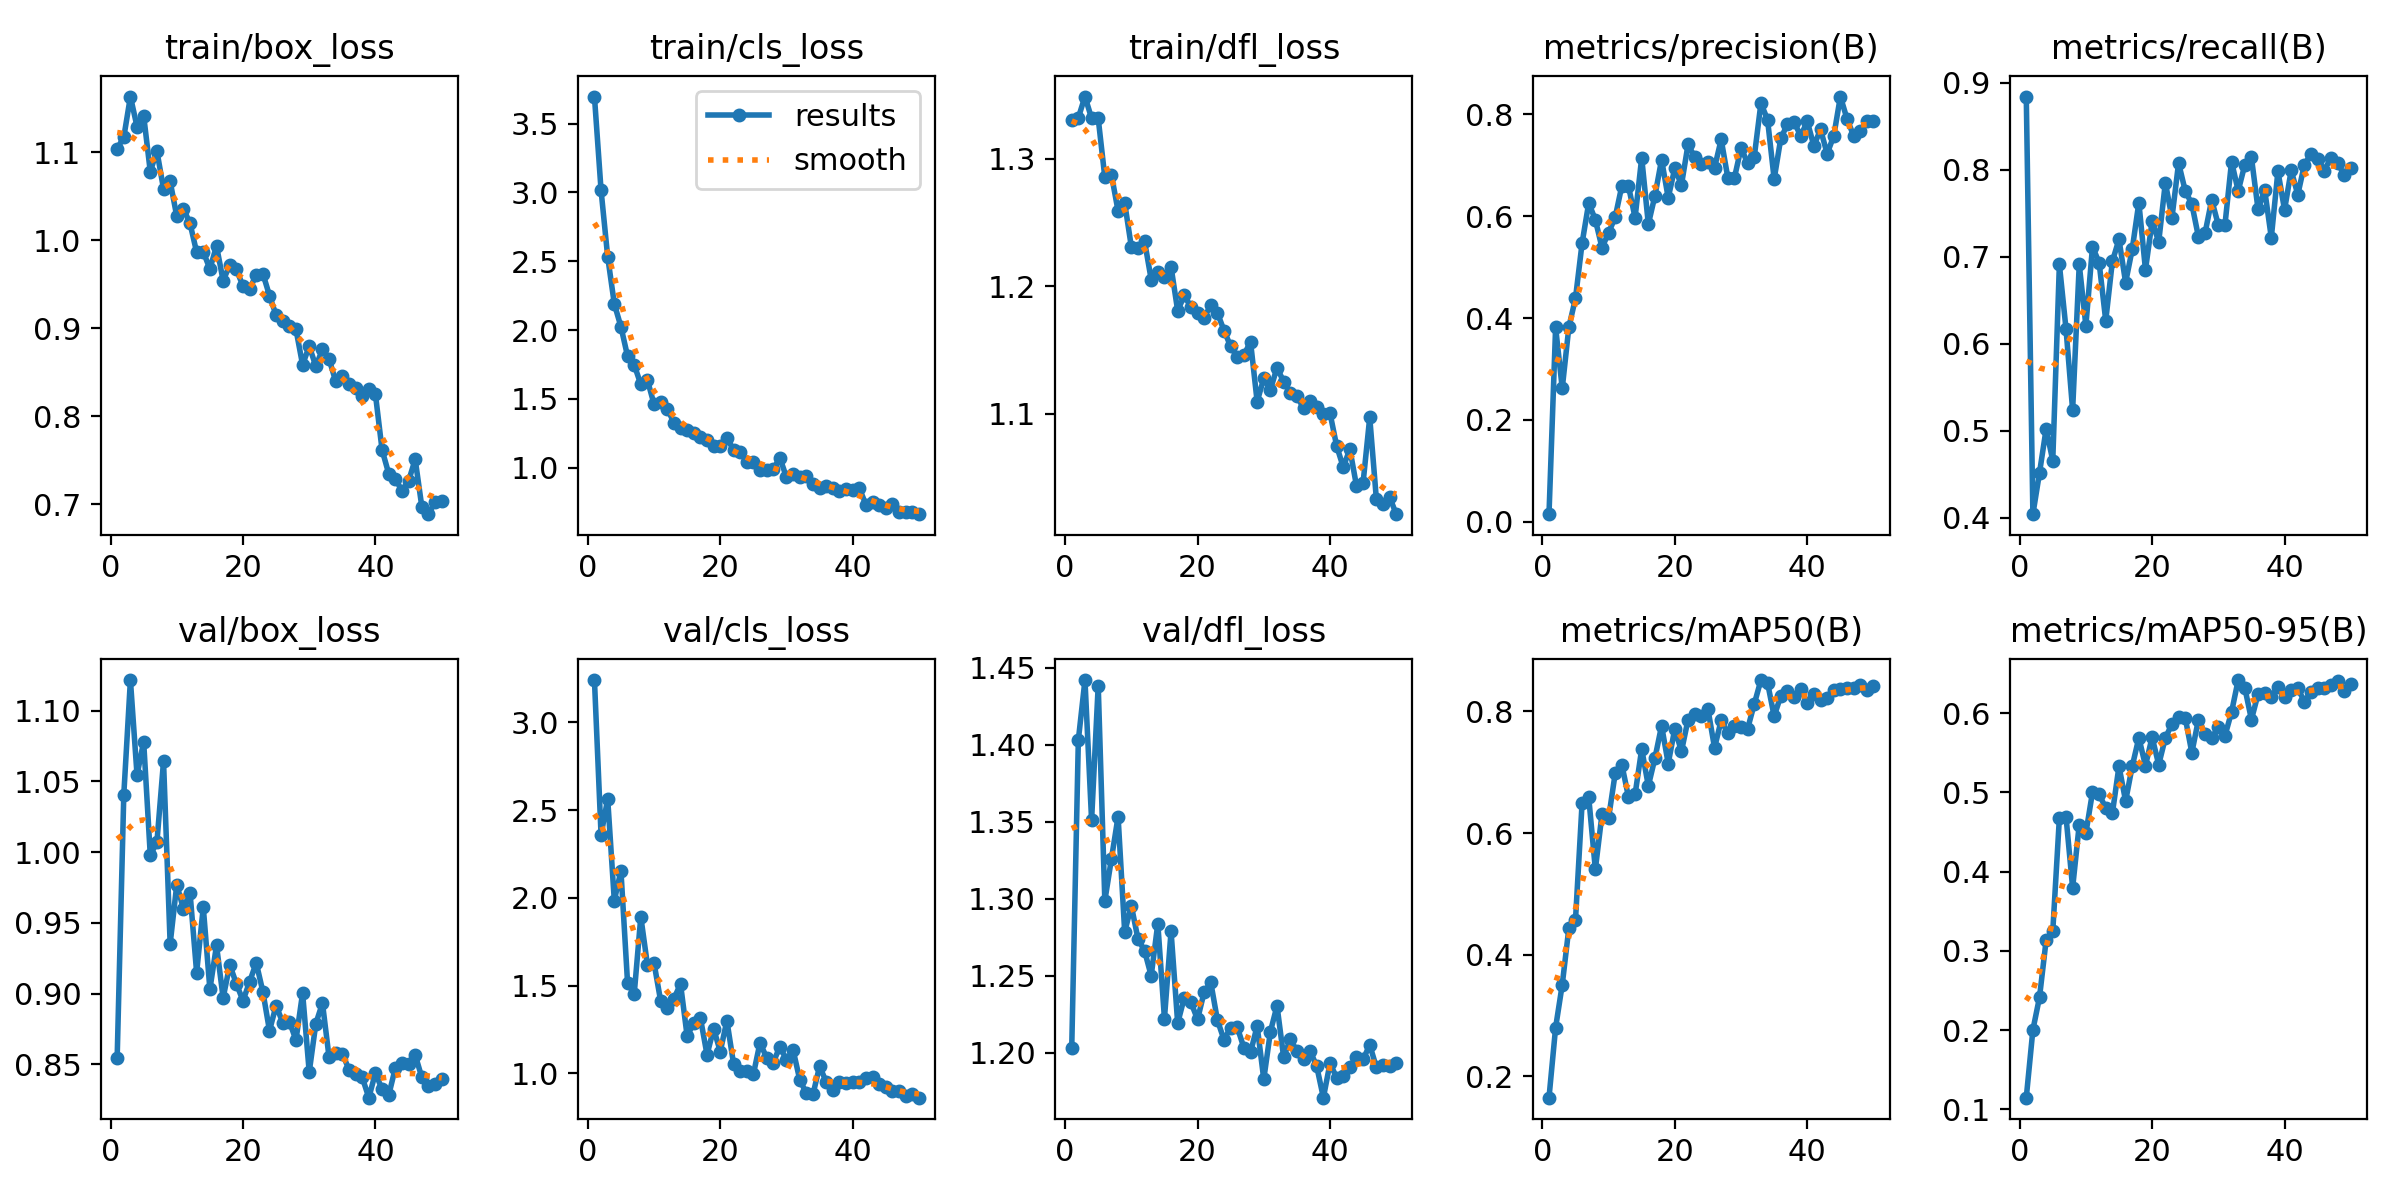 train/box_loss
1.1
1.0
0.9
0.8
0.7
0 20 40
train/cls_loss
results
smooth
3.5
3.0
2.5
2.0
1.5
1.0
0 20 40
train/dfl_loss
1.3
1.2
1.1
0 20 40
metrics/precision(B)
0.8
0.6
0.4
0.2
0.0
0 20 40
metrics/recall(B)
0.9
0.8
0.7
0.6
0.5
0.4
0 20 40
val/box_loss
1.10
1.05
1.00
0.95
0.90
0.85
0 20 40
val/cls_loss
3.0
2.5
2.0
1.5
1.0
0 20 40
val/dfl_loss
1.45
1.40
1.35
1.30
1.25
1.20
0 20 40
metrics/mAP50(B)
0.8
0.6
0.4
0.2
0 20 40
metrics/mAP50-95(B)
0.6
0.5
0.4
0.3
0.2
0.1
0 20 40